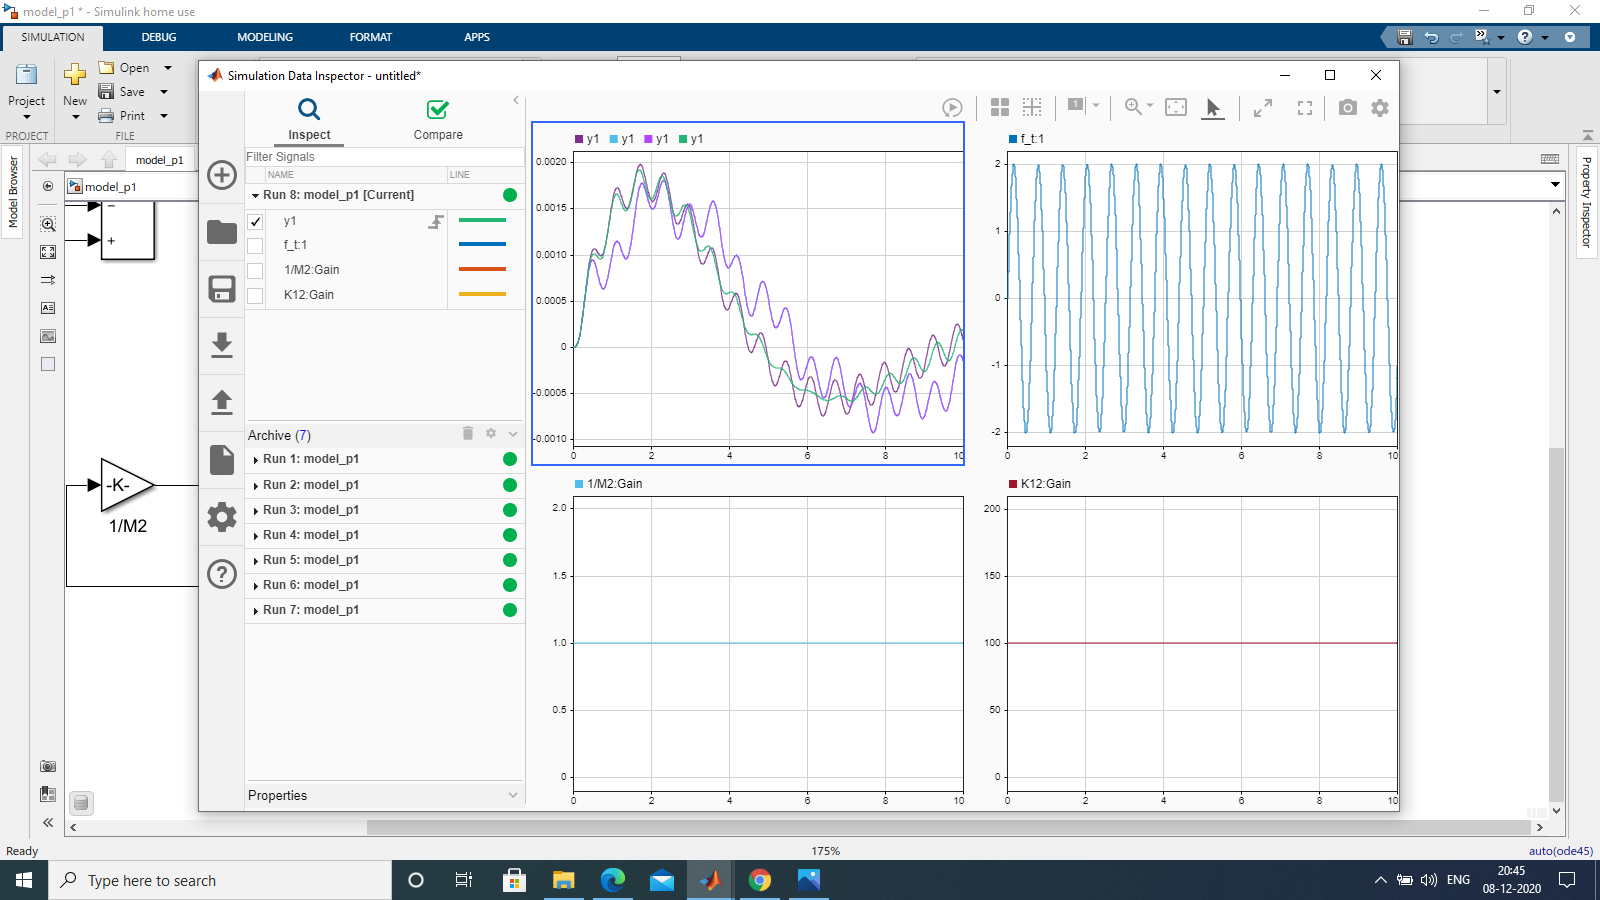 model_p1 * - Simulink home use
SIMULATION DEBUG MODELING FORMAT APPS
Project
New
Open
Save
Print
PROJECT FILE
Model Browser
model_p1
model_p1
−
+
-K-
1/M2
Property Inspector
Simulation Data Inspector - untitled*
Inspect
Compare
Filter Signals
NAME LINE
Run 8: model_p1 [Current]
y1
f_t:1
1/M2:Gain
K12:Gain
Archive (7)
Run 1: model_p1
Run 2: model_p1
Run 3: model_p1
Run 4: model_p1
Run 5: model_p1
Run 6: model_p1
Run 7: model_p1
Properties
1
y1 y1 y1 y1
0.0020
0.0015
0.0010
0.0005
0
-0.0005
-0.0010
0 2 4 6 8 10
f_t:1
2
1
0
-1
-2
0 2 4 6 8 10
1/M2:Gain
2.0
1.5
1.0
0.5
0
0 2 4 6 8 10
K12:Gain
200
150
100
50
0
0 2 4 6 8 10
Ready 175% auto(ode45)
Type here to search
ENG
20:45
08-12-2020